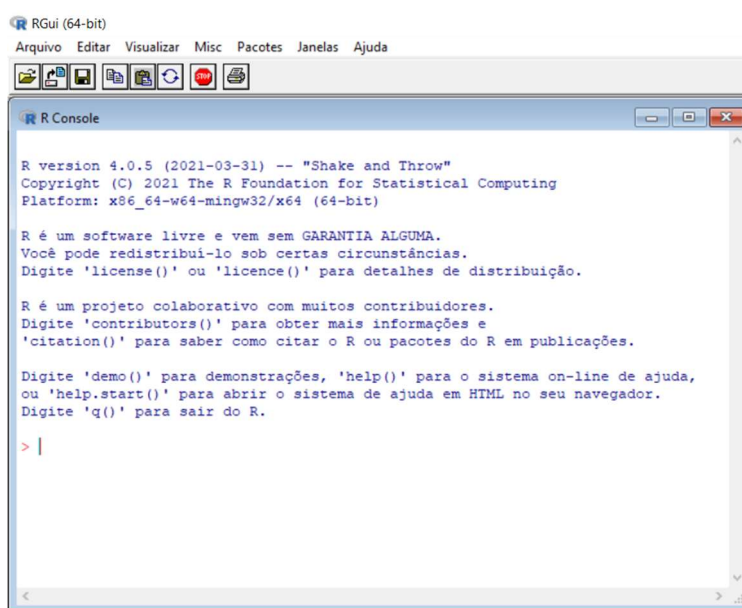 RGui (64-bit)
Arquivo Editar Visualizar Misc Pacotes Janelas Ajuda
STOP
R Console
R version 4.0.5 (2021-03-31) -- "Shake and Throw"
Copyright (C) 2021 The R Foundation for Statistical Computing
Platform: x86_64-w64-mingw32/x64 (64-bit)
R é um software livre e vem sem GARANTIA ALGUMA.
Você pode redistribuí-lo sob certas circunstâncias.
Digite 'license()' ou 'licence()' para detalhes de distribuição.
R é um projeto colaborativo com muitos contribuidores.
Digite 'contributors()' para obter mais informações e
'citation()' para saber como citar o R ou pacotes do R em publicações.
Digite 'demo()' para demonstrações, 'help()' para o sistema on-line de ajuda,
ou 'help.start()' para abrir o sistema de ajuda em HTML no seu navegador.
Digite 'q()' para sair do R.
>